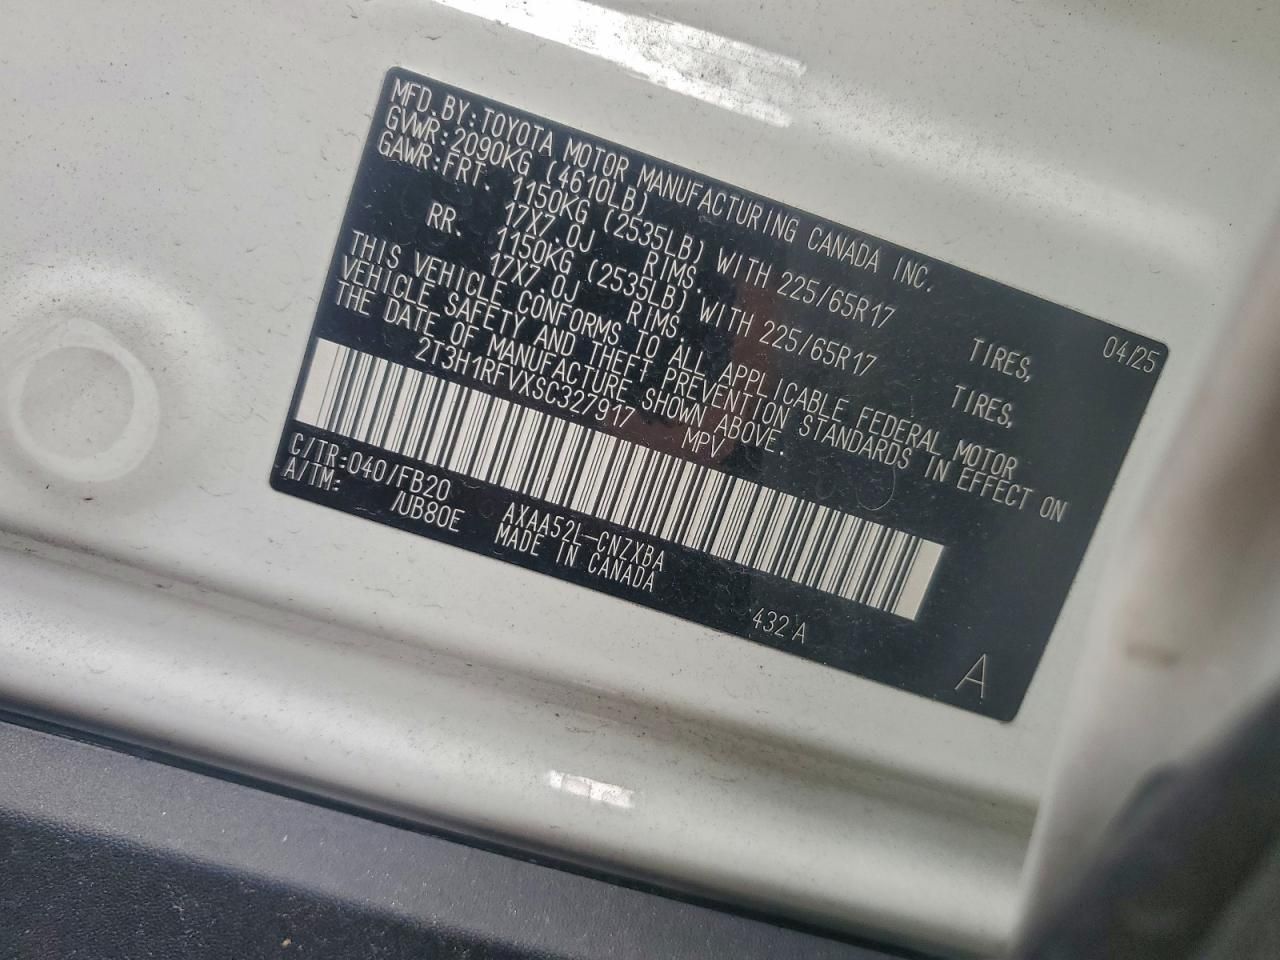 MFD.BY:TOYOTA MOTOR MANUFACTURING CANADA INC. 04/25
GVWR:2090KG (4610LB)
GAWR:FRT. 1150KG (2535LB) WITH 225/65R17 TIRES,
17X7.0J RIMS.
RR. 1150KG (2535LB) WITH 225/65R17 TIRES,
17X7.0J RIMS.
THIS VEHICLE CONFORMS TO ALL APPLICABLE FEDERAL MOTOR
VEHICLE SAFETY AND THEFT PREVENTION STANDARDS IN EFFECT ON
THE DATE OF MANUFACTURE SHOWN ABOVE.
2T3H1RFVXSC327917 MPV
C/TR:040/FB20 AXAA52L-CNZXBA
A/TM: /UB80E MADE IN CANADA
432 A
A